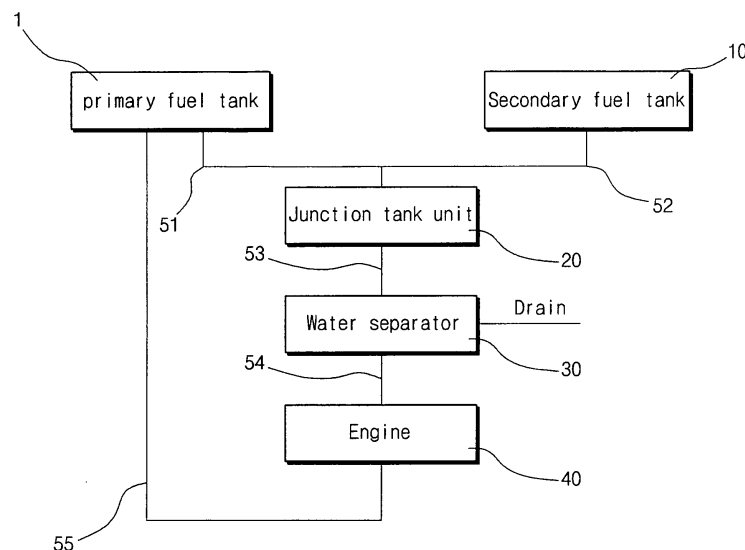 1
10
primary fuel tank
Secondary fuel tank
51
52
Junction tank unit
20
53
Drain
Water separator
30
54
Engine
40
55